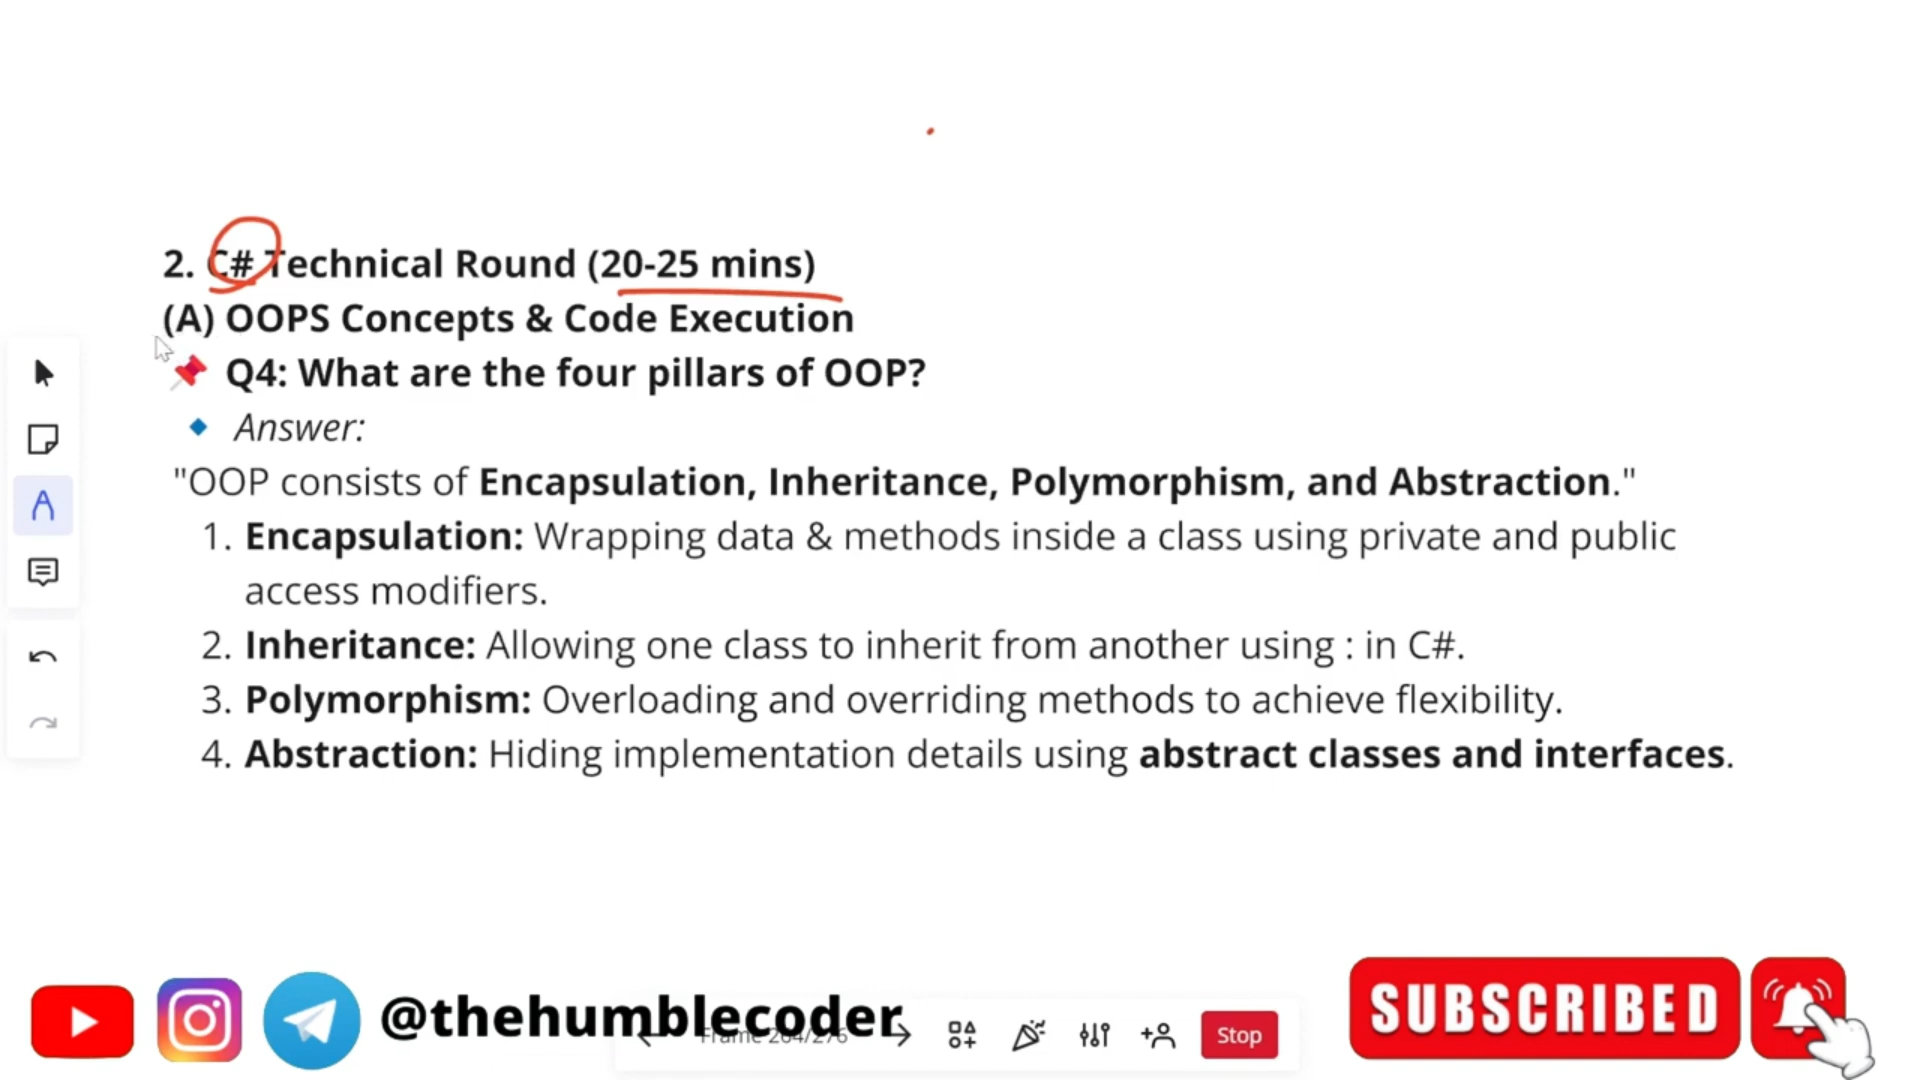 2. C# Technical Round (20-25 mins)
(A) OOPS Concepts & Code Execution
Q4: What are the four pillars of OOP?
Answer:
"OOP consists of Encapsulation, Inheritance, Polymorphism, and Abstraction."
1. Encapsulation: Wrapping data & methods inside a class using private and public
access modifiers.
2. Inheritance: Allowing one class to inherit from another using : in C#.
3. Polymorphism: Overloading and overriding methods to achieve flexibility.
4. Abstraction: Hiding implementation details using abstract classes and interfaces.
@thehumblecoder
Frame 264/276
Stop
SUBSCRIBED